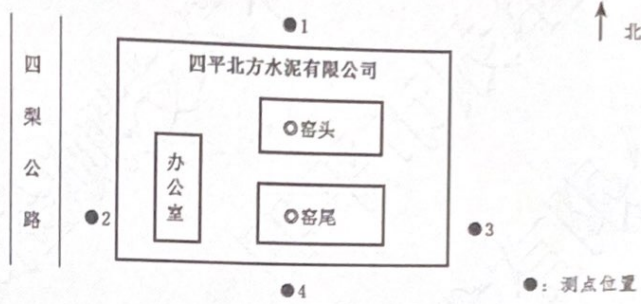 ●1
北
四平北方水泥有限公司
四梨公路
◎窑头
办公室
◎窑尾
●2
●3
●4
●：测点位置